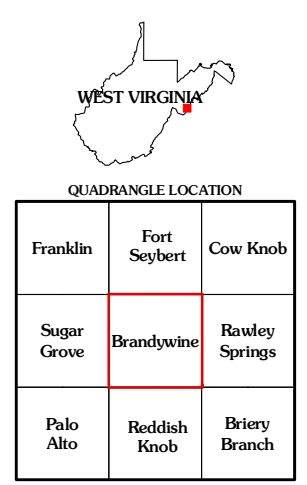 WEST VIRGINIA
QUADRANGLE LOCATION
Franklin
Fort
Seybert
Cow Knob
Sugar
Grove
Brandywine
Rawley
Springs
Palo
Alto
Reddish
Knob
Briery
Branch